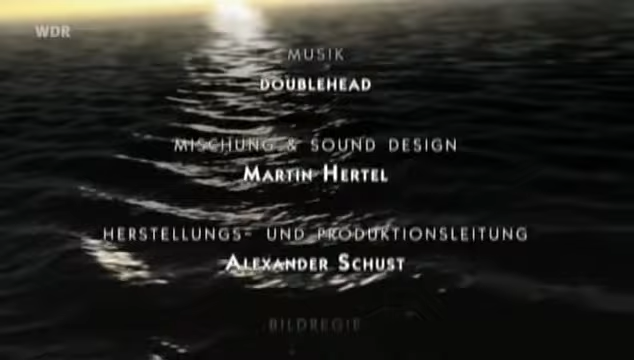 WDR
MUSIK
DOUBLEHEAD
MISCHUNG & SOUND DESIGN
MARTIN HERTEL
HERSTELLUNGS- UND PRODUKTIONSLEITUNG
ALEXANDER SCHUST
BILDREGIE